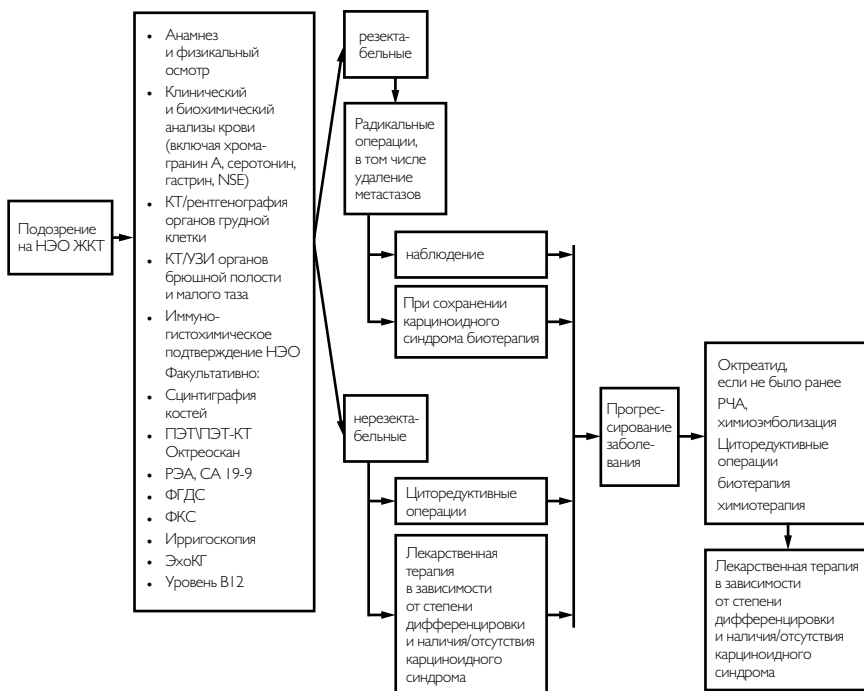 Подозрение
на НЭО ЖКТ
• Анамнез
и физикальный
осмотр
• Клинический
и биохимический
анализы крови
(включая хрома-
гранин А, серотонин,
гастрин, NSE)
• КТ/рентгенография
органов грудной
клетки
• КТ/УЗИ органов
брюшной полости
и малого таза
• Иммуно-
гистохимическое
подтверждение НЭО
Факультативно:
• Сцинтиграфия
костей
• ПЭТ\ПЭТ-КТ
Октреоскан
• РЭА, СА 19-9
• ФГДС
• ФКС
• Ирригоскопия
• ЭхоКГ
• Уровень В12
резекта-
бельные
Радикальные
операции,
в том числе
удаление
метастазов
наблюдение
При сохранении
карциноидного
синдрома биотерапия
нерезекта-
бельные
Циторедуктивные
операции
Лекарственная
терапия
в зависимости
от степени
дифференцировки
и наличия/отсутствия
карциноидного
синдрома
Прогрес-
сирование
заболе-
вания
Октреатид,
если не было ранее
РЧА,
химиоэмболизация
Циторедуктивные
операции
биотерапия
химиотерапия
Лекарственная терапия
в зависимости
от степени
дифференцировки
и наличия/отсутствия
карциноидного
синдрома